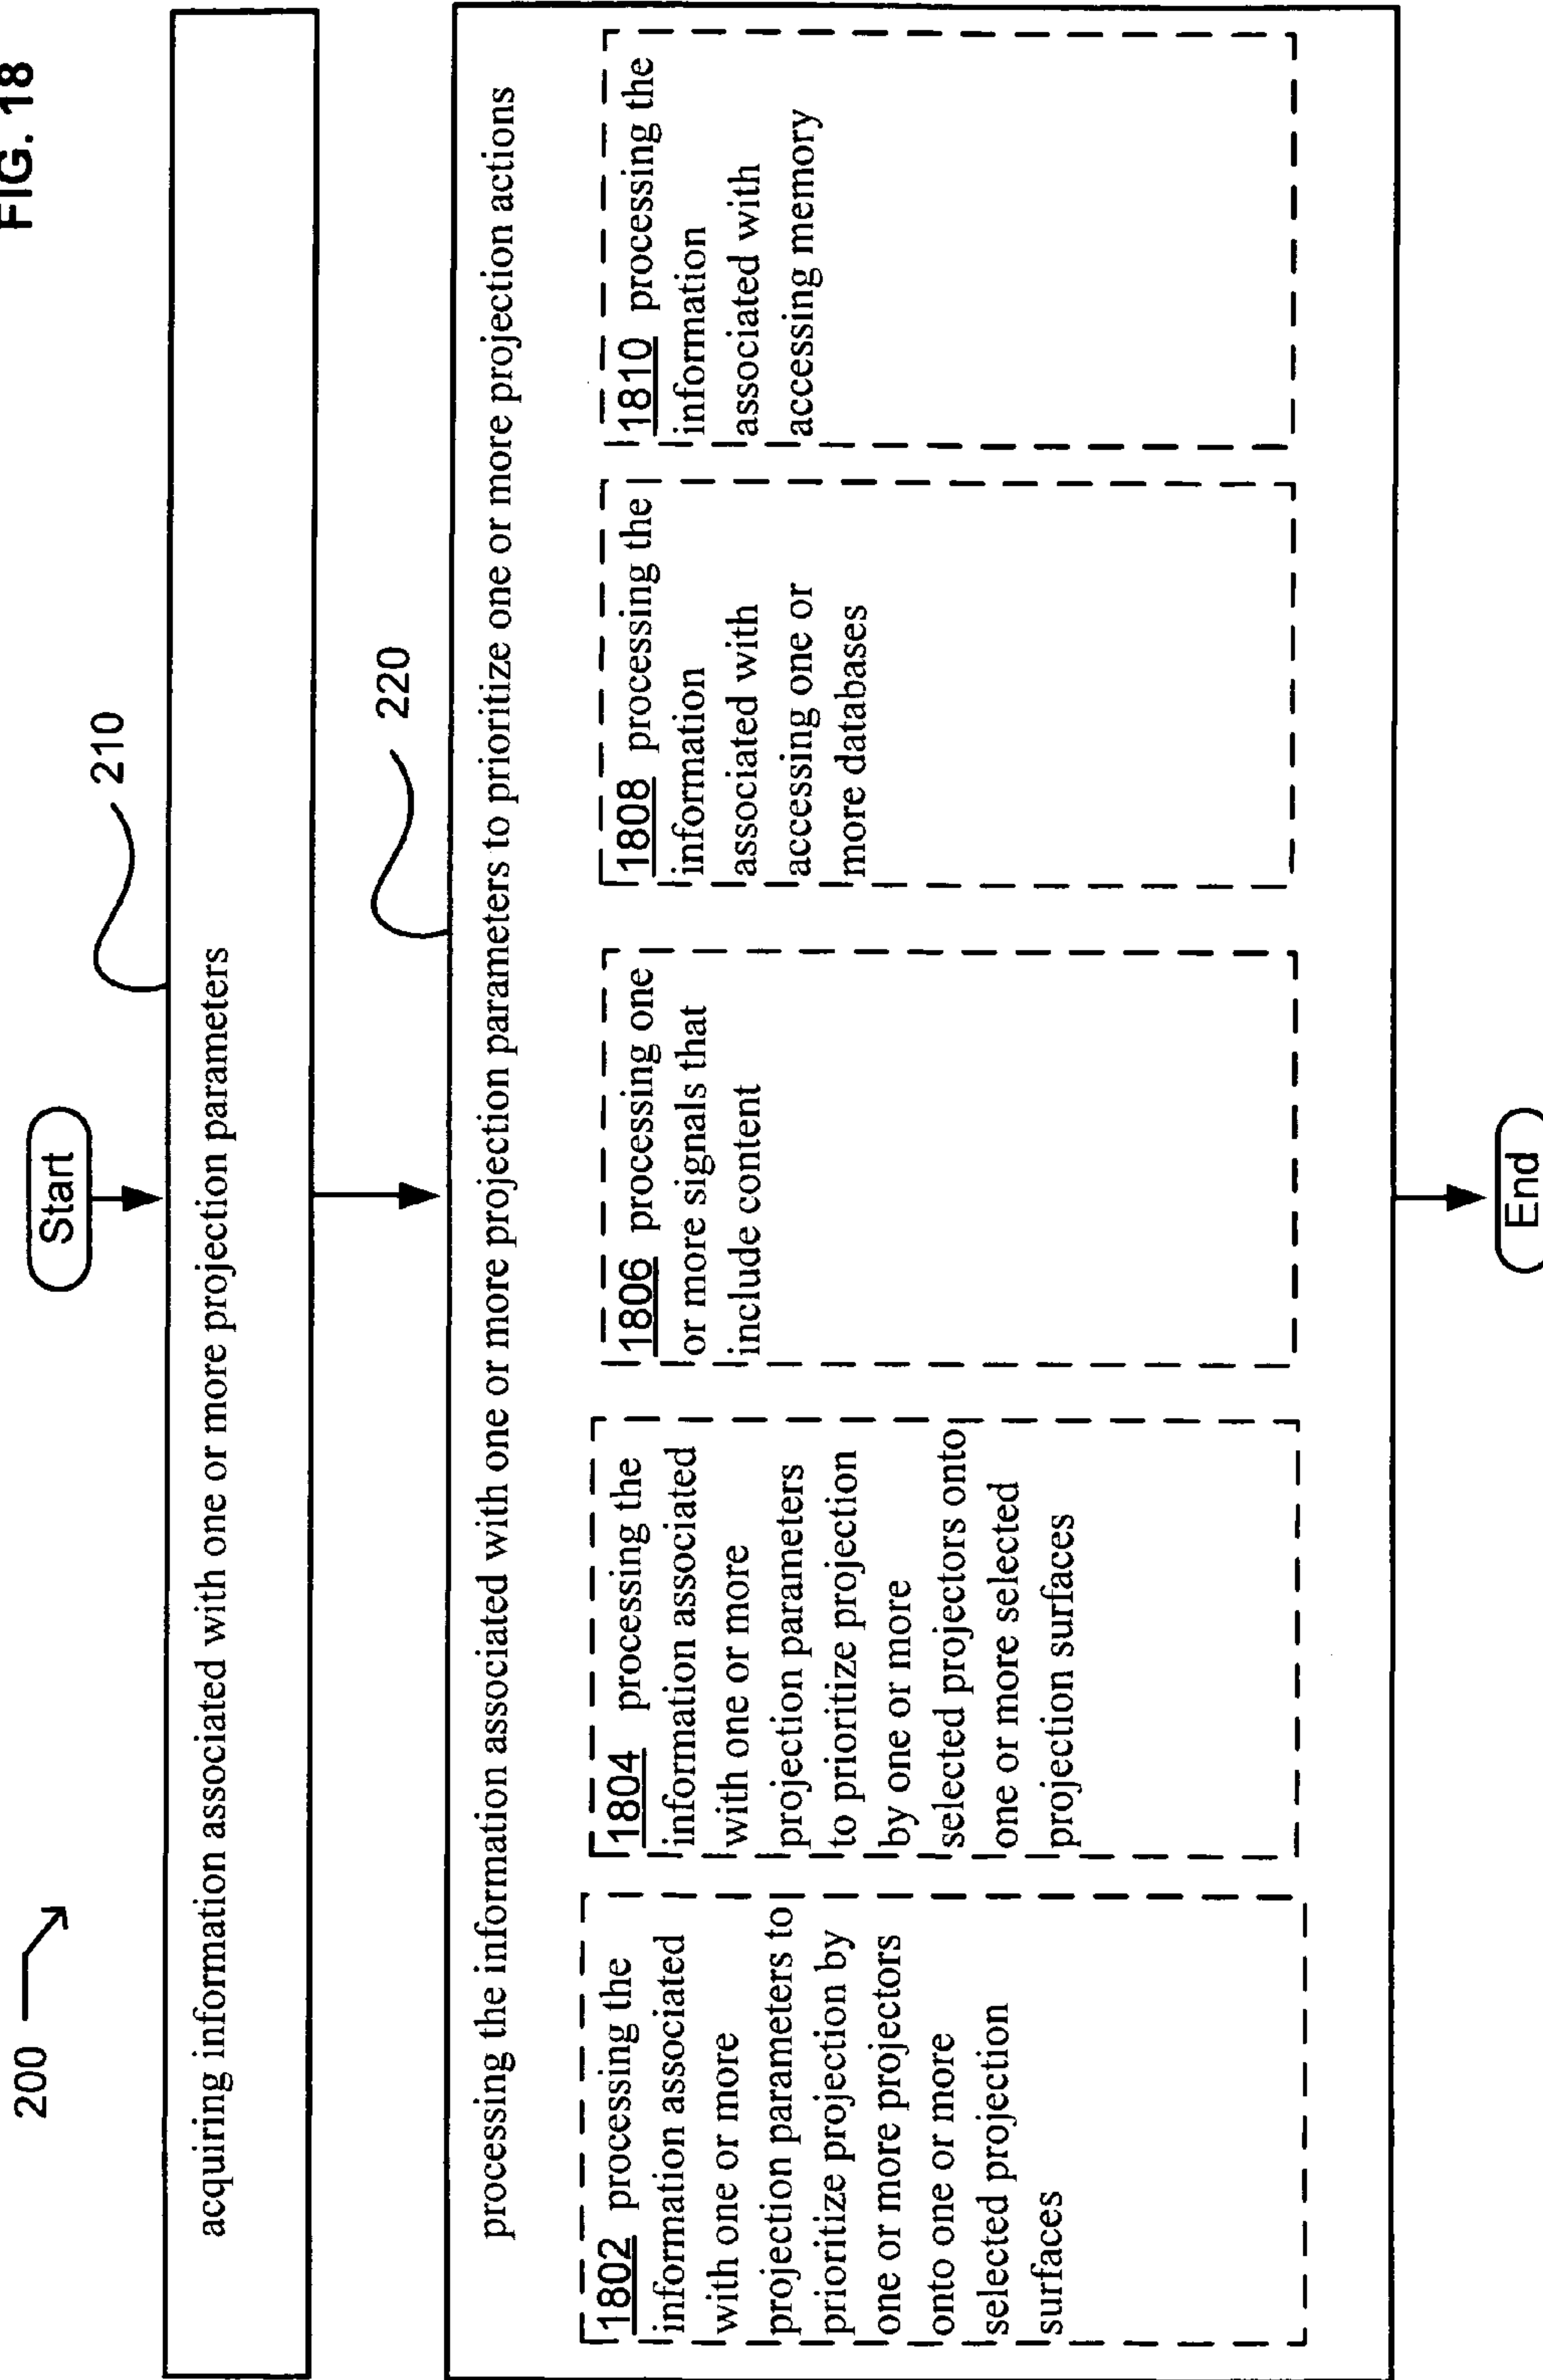 FIG. 18
200
Start
210
acquiring information associated with one or more projection parameters
220
processing the information associated with one or more projection parameters to prioritize one or more projection actions
1802 processing the
information associated
with one or more
projection parameters to
prioritize projection by
one or more projectors
onto one or more
selected projection
surfaces
1804 processing the
information associated
with one or more
projection parameters
to prioritize projection
by one or more
selected projectors onto
one or more selected
projection surfaces
1806 processing one
or more signals that
include content
1808 processing the
information
associated with
accessing one or
more databases
1810 processing the
information
associated with
accessing memory
End